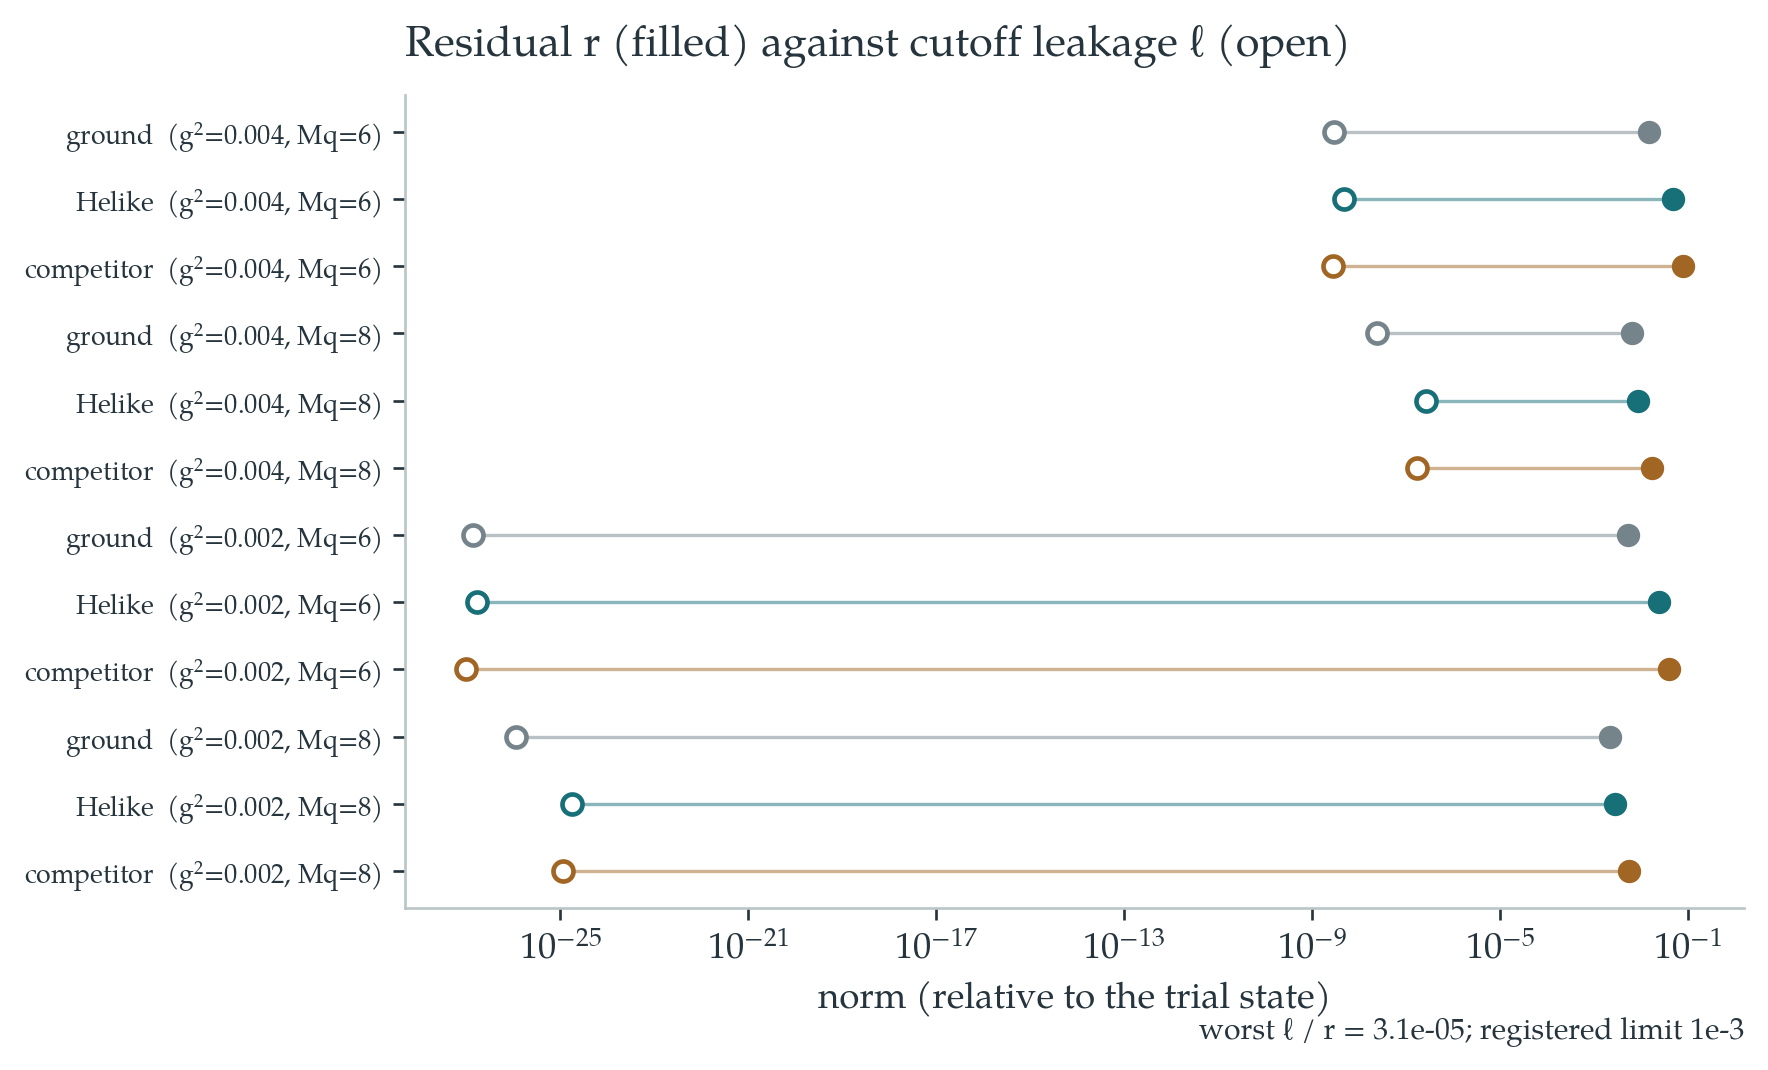 Residual r (filled) against cutoff leakage ℓ (open)
ground (g²=0.004, Mq=6)
Helike (g²=0.004, Mq=6)
competitor (g²=0.004, Mq=6)
ground (g²=0.004, Mq=8)
Helike (g²=0.004, Mq=8)
competitor (g²=0.004, Mq=8)
ground (g²=0.002, Mq=6)
Helike (g²=0.002, Mq=6)
competitor (g²=0.002, Mq=6)
ground (g²=0.002, Mq=8)
Helike (g²=0.002, Mq=8)
competitor (g²=0.002, Mq=8)
10⁻²⁵ 10⁻²¹ 10⁻¹⁷ 10⁻¹³ 10⁻⁹ 10⁻⁵ 10⁻¹
norm (relative to the trial state)
worst ℓ / r = 3.1e-05; registered limit 1e-3